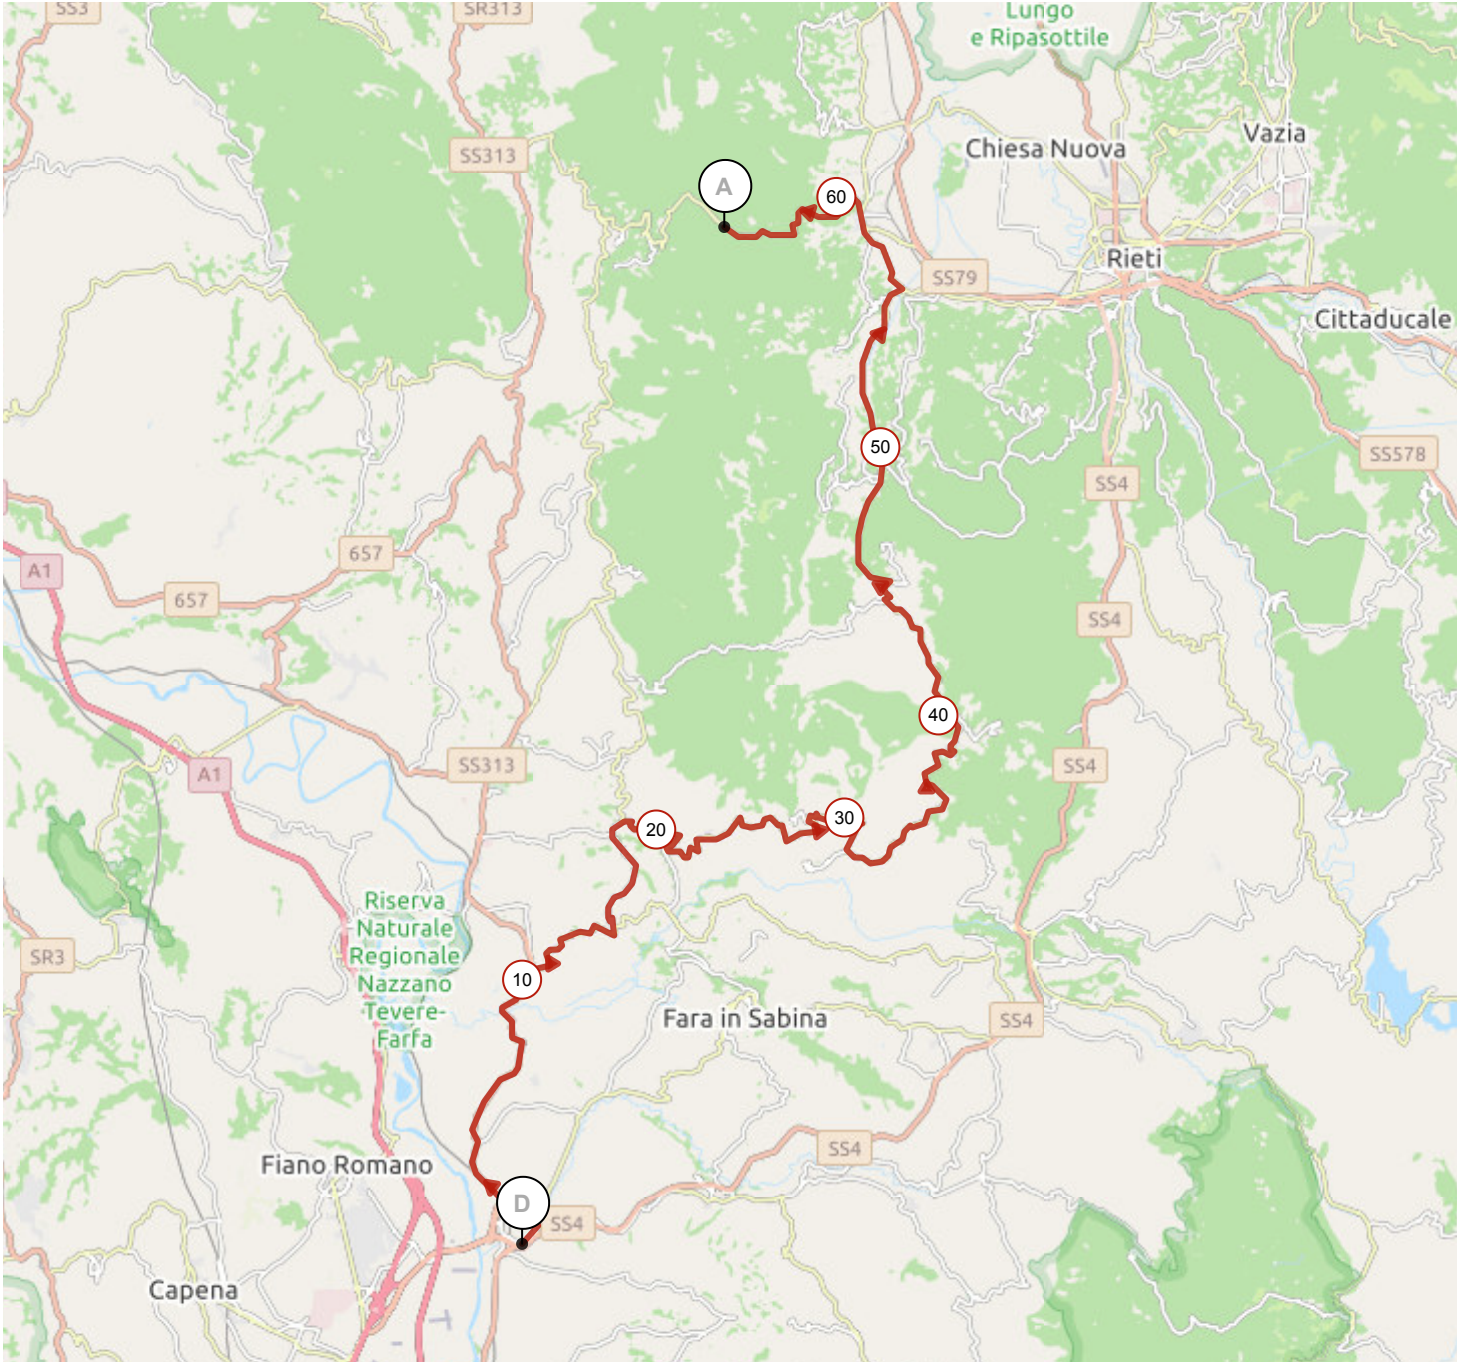 SS3
SR313
Lungo
e Ripasottile
SS313
Chiesa Nuova
Vazia
A
60
Rieti
SS79
Cittaducale
50
SS578
SS4
657
A1
657
SS4
40
SS313
A1
SS4
20
30
Riserva
Naturale
Regionale
Nazzano
Tevere-
Farfa
SR3
10
Fara in Sabina
SS4
SS4
Fiano Romano
D
SS4
Capena